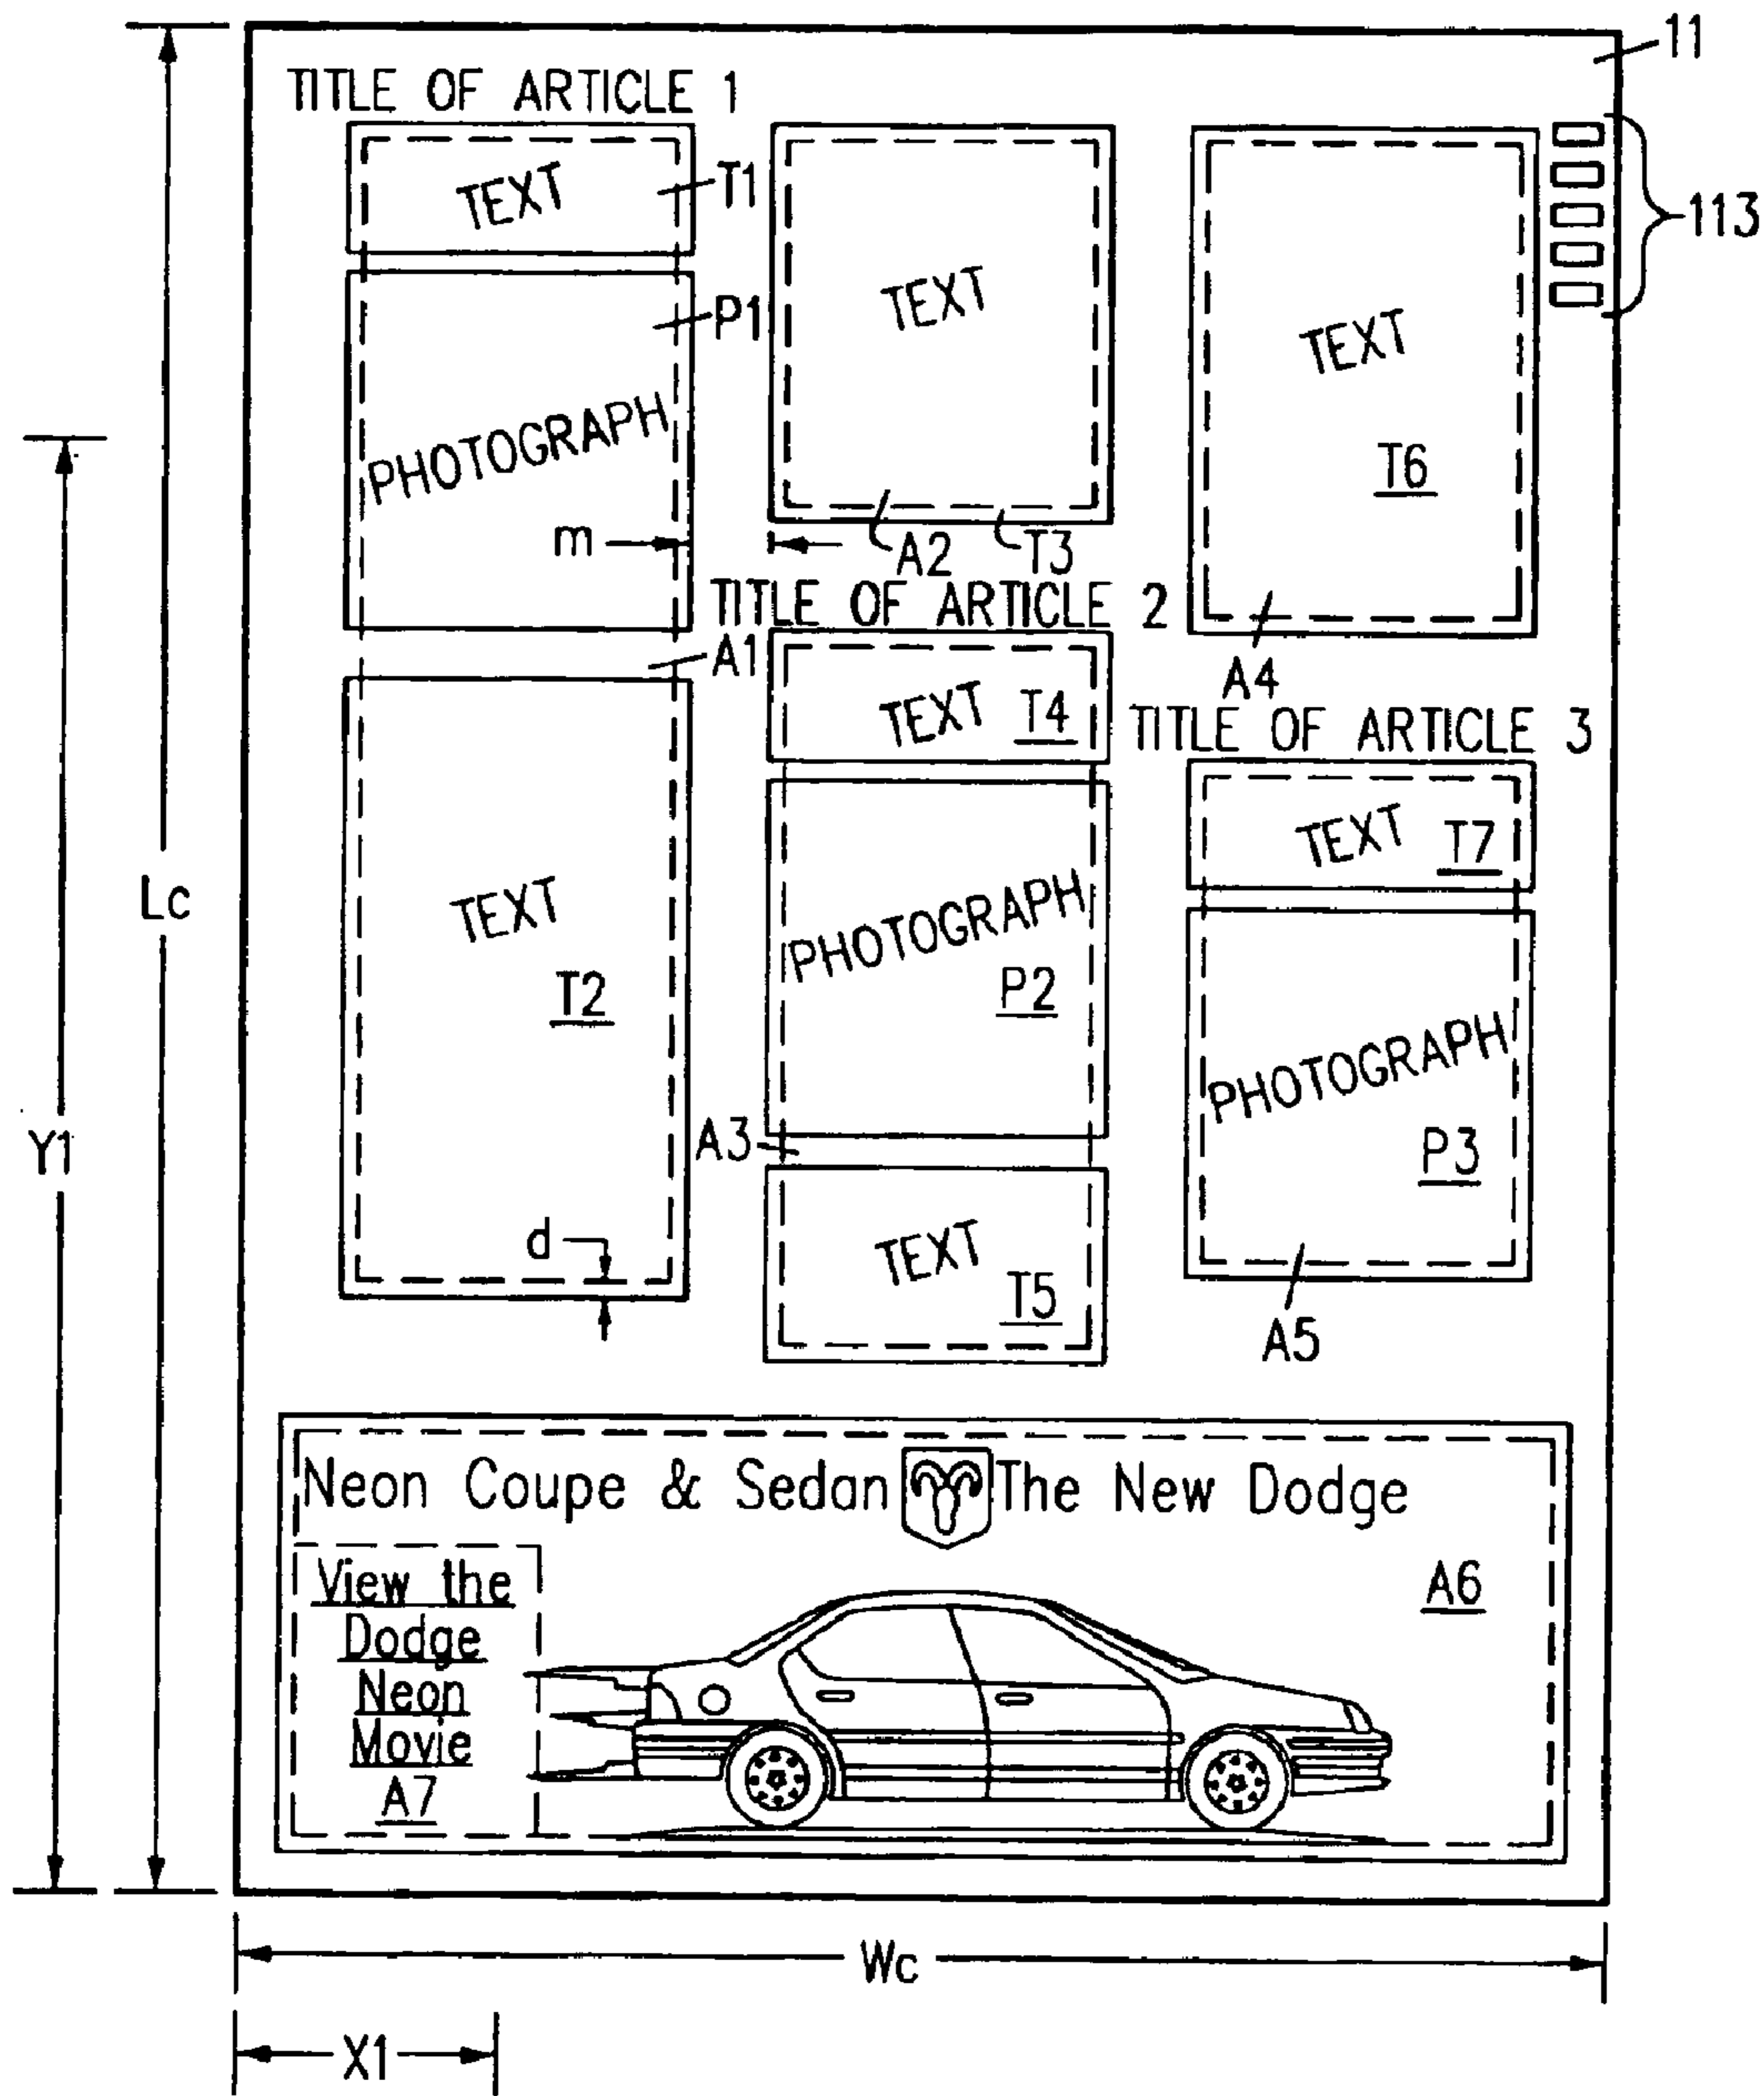 11
TITLE OF ARTICLE 1
TEXT
T1
P1
PHOTOGRAPH
m
A1
TEXT
T2
d
TEXT
A2
T3
TITLE OF ARTICLE 2
TEXT T4
PHOTOGRAPH
P2
A3
TEXT
T5
113
TEXT
T6
A4
TITLE OF ARTICLE 3
TEXT T7
PHOTOGRAPH
P3
A5
Lc
Y1
Neon Coupe & Sedan The New Dodge
View the
Dodge
Neon
Movie
A7
A6
Wc
X1